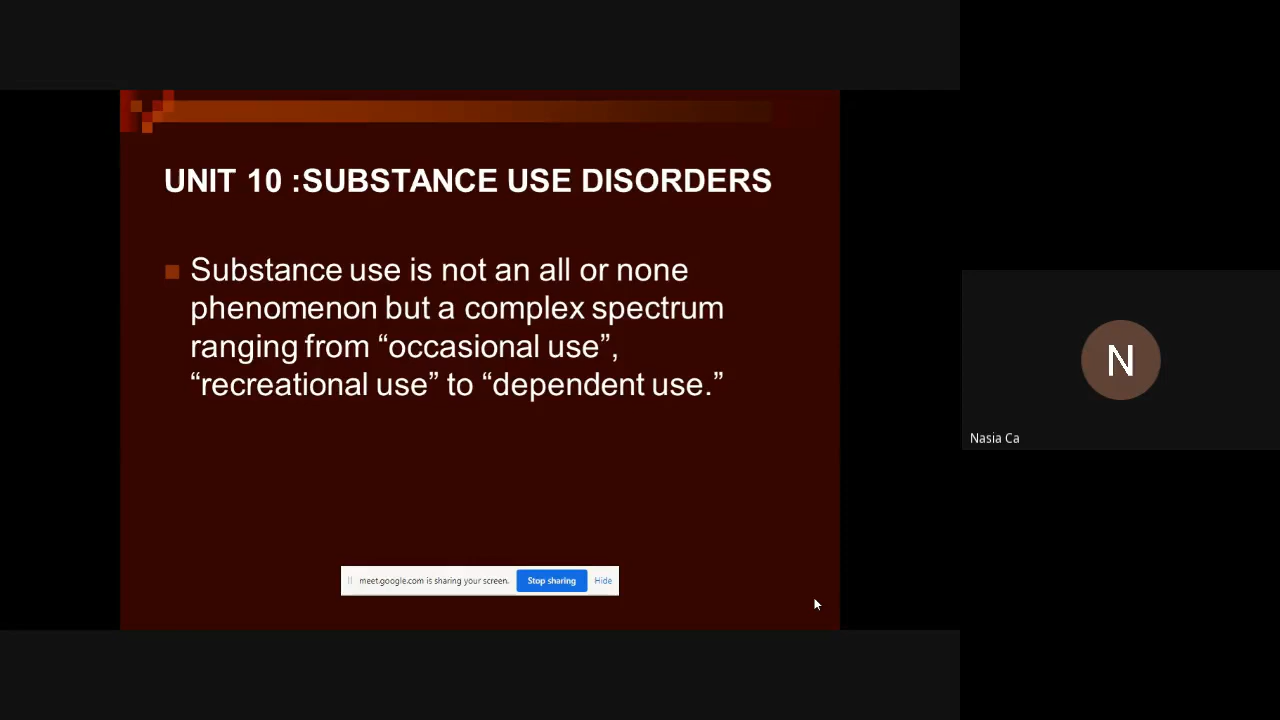 UNIT 10 :SUBSTANCE USE DISORDERS
Substance use is not an all or none
phenomenon but a complex spectrum
ranging from “occasional use”,
“recreational use” to “dependent use.”
meet.google.com is sharing your screen.
Stop sharing
Hide
N
Nasia Ca